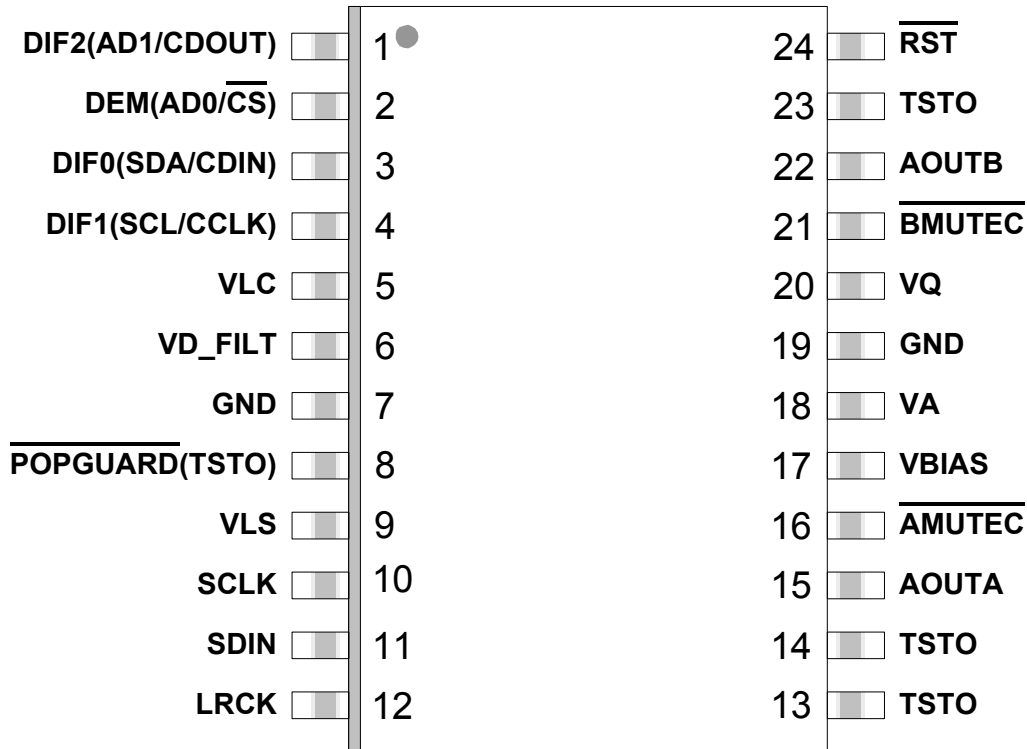 DIF2(AD1/CDOUT) 1 24 RST
DEM(AD0/CS) 2 23 TSTO
DIF0(SDA/CDIN) 3 22 AOUTB
DIF1(SCL/CCLK) 4 21 BMUTEC
VLC 5 20 VQ
VD_FILT 6 19 GND
GND 7 18 VA
POPGUARD(TSTO) 8 17 VBIAS
VLS 9 16 AMUTEC
SCLK 10 15 AOUTA
SDIN 11 14 TSTO
LRCK 12 13 TSTO